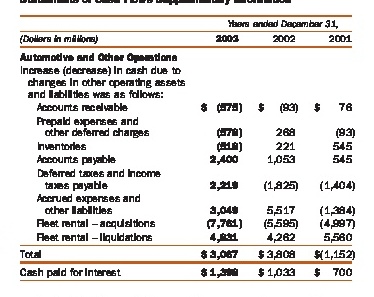 Statements of Cash Flows Supplementary Information
Years ended December 31,
(Dollars in millions) 2003 2002 2001
Automotive and Other Operations
Increase (decrease) in cash due to
changes in other operating assets
and liabilities was as follows:
Accounts receivable $ (575) $ (93) $ 76
Prepaid expenses and
other deferred charges (578) 268 (93)
Inventories (518) 221 545
Accounts payable 2,400 1,053 545
Deferred taxes and income
taxes payable 2,219 (1,825) (1,404)
Accrued expenses and
other liabilities 3,049 5,517 (1,384)
Fleet rental – acquisitions (7,761) (5,595) (4,997)
Fleet rental – liquidations 4,831 4,262 5,560
Total $ 3,067 $ 3,808 $(1,152)
Cash paid for interest $ 1,398 $ 1,033 $ 700